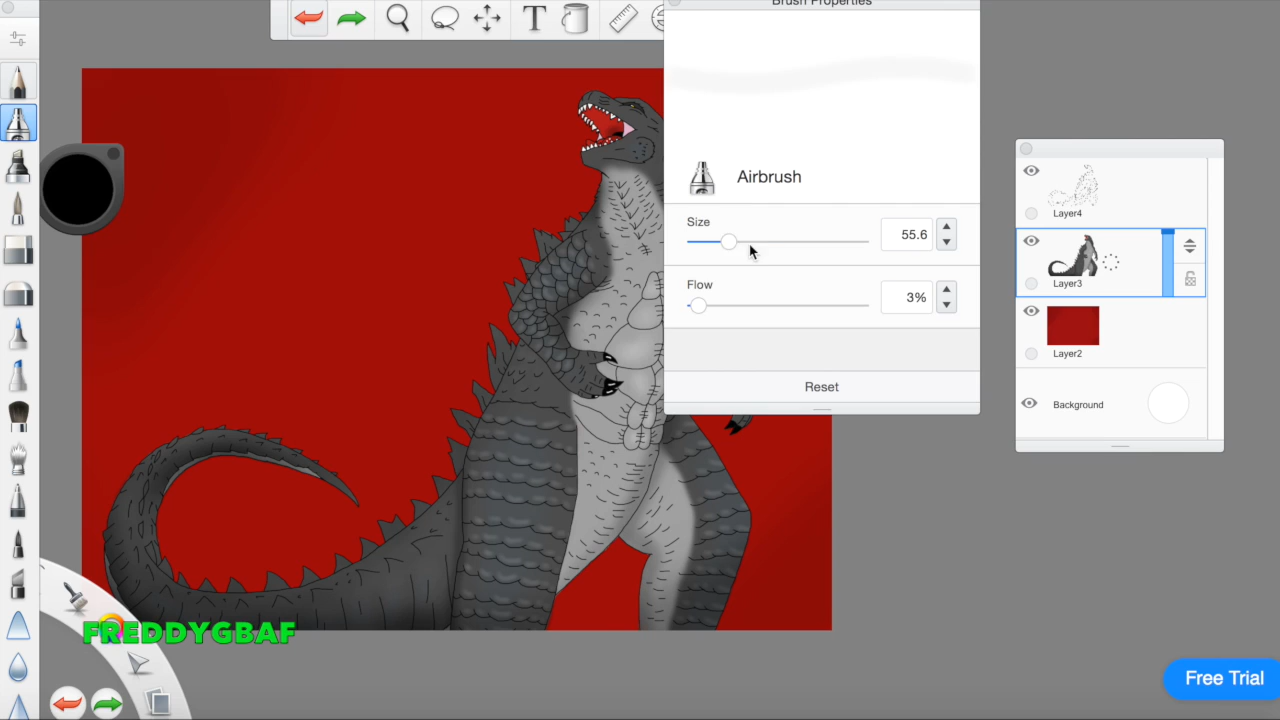 Brush Properties
T
Airbrush
Size
55.6
Flow
3%
Reset
Layer4
Layer3
Layer2
Background
FREDDYGBAF
Free Trial